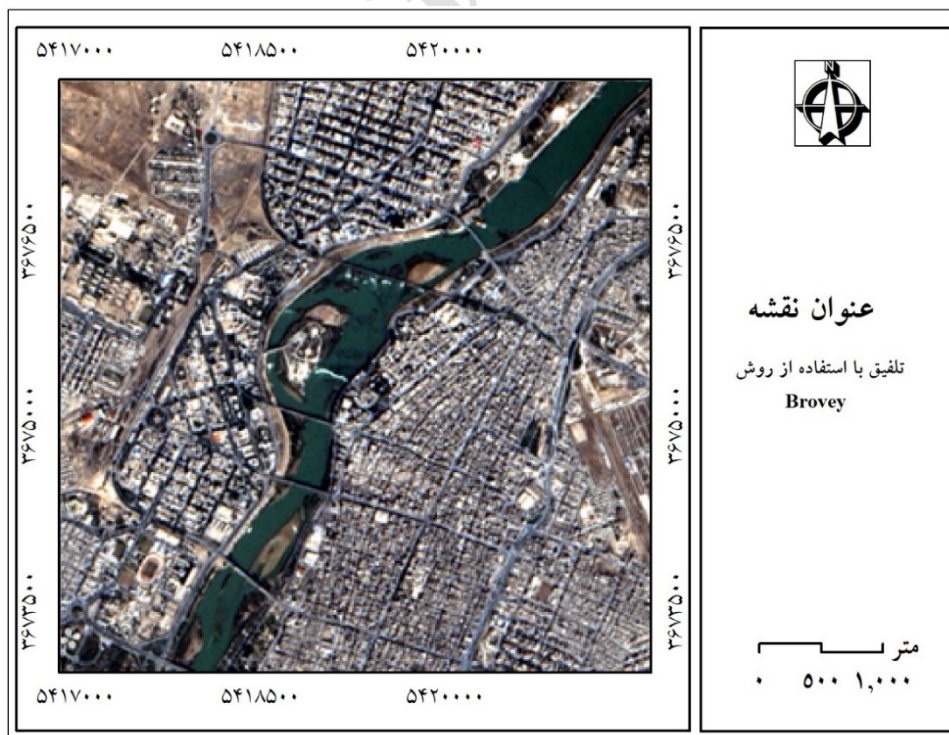 ۵۴۱۷۰۰۰ ۵۴۱۸۵۰۰ ۵۴۲۰۰۰۰
N
۳۶۷۶۵۰۰ ۳۶۷۶۵۰۰
عنوان نقشه
تلفیق با استفاده از روش
Brovey
۳۶۷۵۰۰۰ ۳۶۷۵۰۰۰
۳۶۷۳۵۰۰ ۳۶۷۳۵۰۰
متر
۰ ۵۰۰ ۱,۰۰۰
۵۴۱۷۰۰۰ ۵۴۱۸۵۰۰ ۵۴۲۰۰۰۰